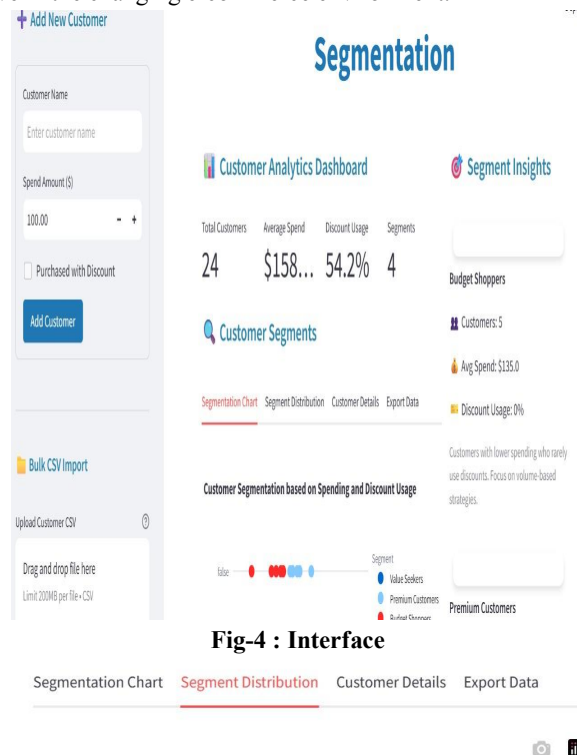 Add New Customer
Segmentation
Customer Name
Enter customer name
Spend Amount ($)
100.00 - +
Purchased with Discount
Add Customer
Customer Analytics Dashboard
Total Customers Average Spend Discount Usage Segments
24 $158... 54.2% 4
Customer Segments
Segmentation Chart Segment Distribution Customer Details Export Data
Customer Segmentation based on Spending and Discount Usage
false
Segment
Value Seekers
Premium Customers
Budget Shoppers
Segment Insights
Budget Shoppers
Customers: 5
Avg Spend: $135.0
Discount Usage: 0%
Customers with lower spending who rarely
use discounts. Focus on volume-based
strategies.
Premium Customers
Bulk CSV Import
Upload Customer CSV
Drag and drop file here
Limit 200MB per file • CSV
Fig-4 : Interface
Segmentation Chart Segment Distribution Customer Details Export Data